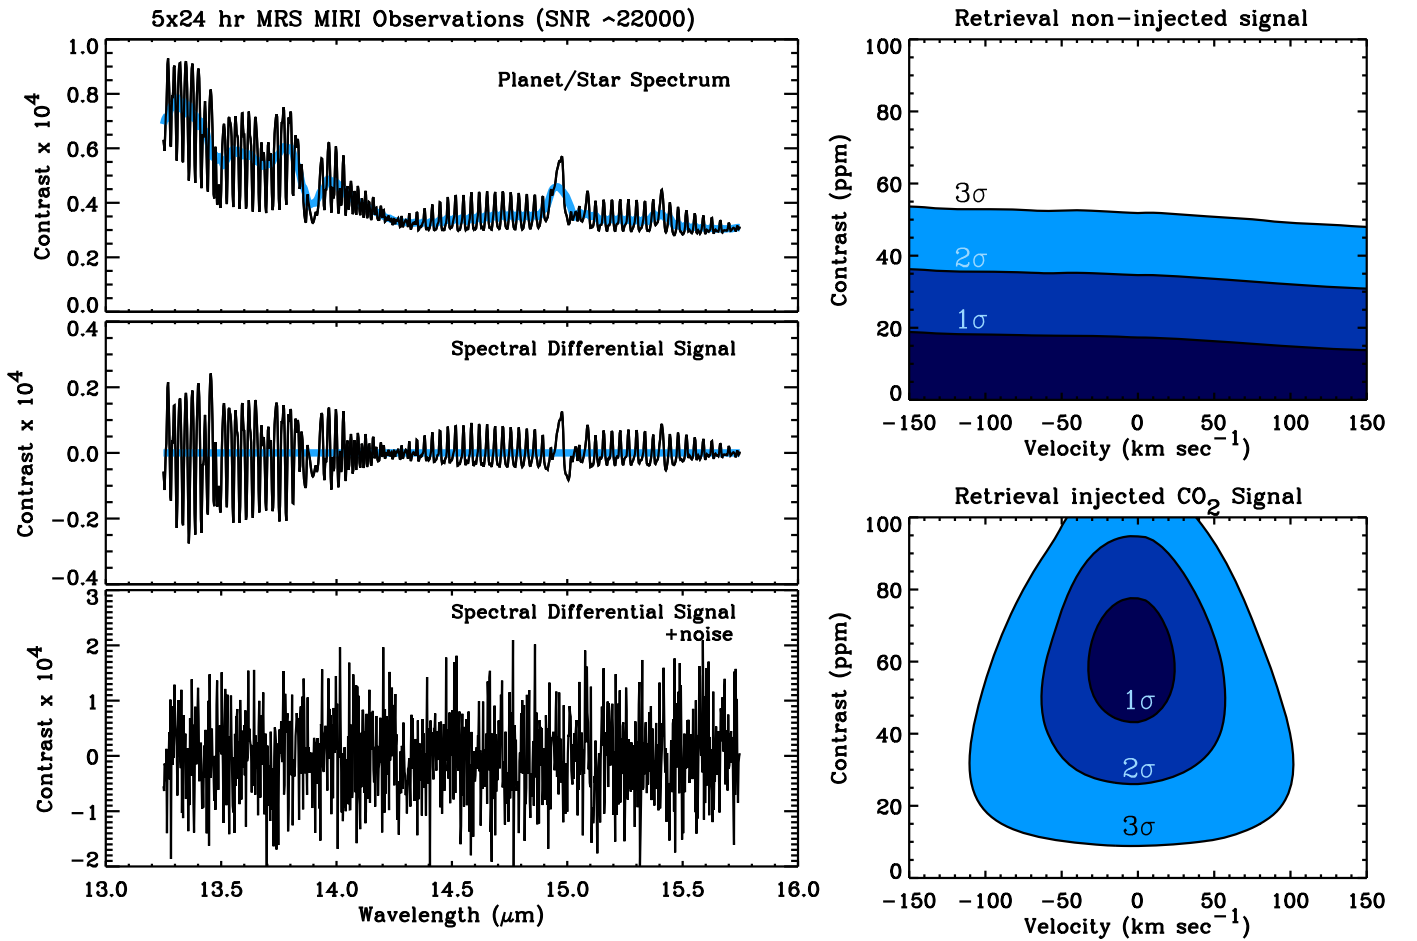 5x24 hr MRS MIRI Observations (SNR ~22000)
Contrast x 10^4
1.0
0.8
0.6
0.4
0.2
0.0
Planet/Star Spectrum
Contrast x 10^4
0.4
0.2
0.0
-0.2
-0.4
Spectral Differential Signal
Contrast x 10^4
3
2
1
0
-1
-2
Spectral Differential Signal
+noise
13.0 13.5 14.0 14.5 15.0 15.5 16.0
Wavelength (μm)
Retrieval non-injected signal
Contrast (ppm)
100
80
60
40
20
0
3σ
2σ
1σ
-150 -100 -50 0 50 100 150
Velocity (km sec⁻¹)
Retrieval injected CO₂ Signal
Contrast (ppm)
100
80
60
40
20
0
1σ
2σ
3σ
-150 -100 -50 0 50 100 150
Velocity (km sec⁻¹)